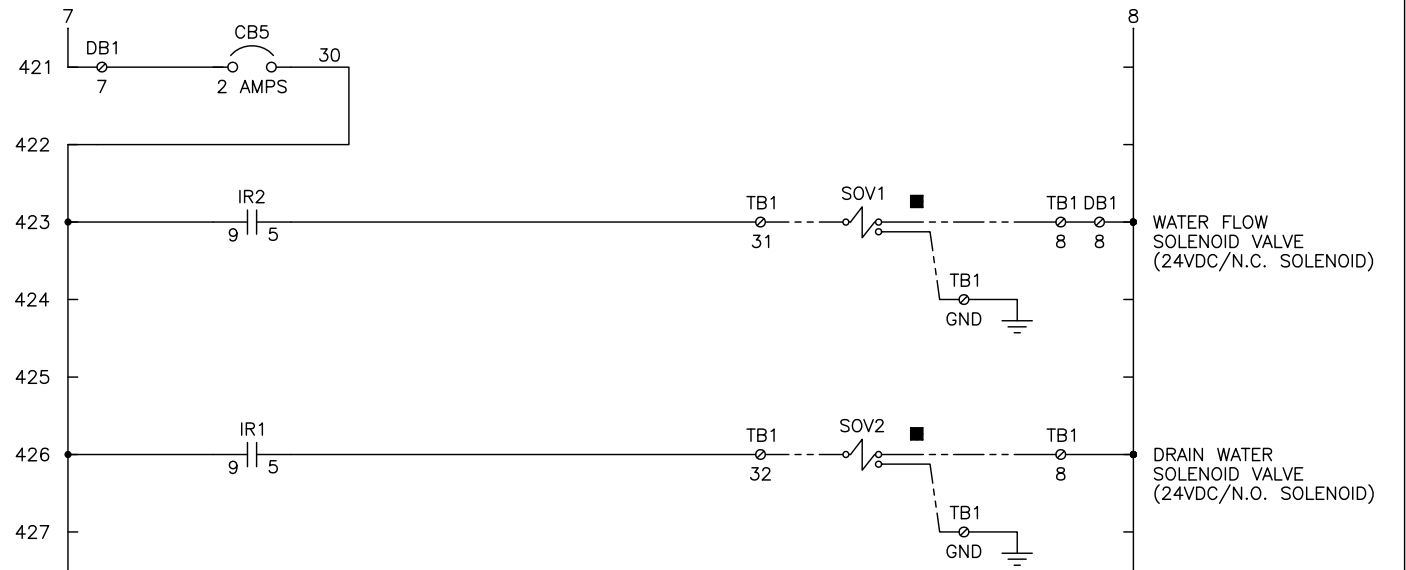 7 8
CB5
DB1 30
421
7 2 AMPS
422
IR2 TB1 SOV1 TB1 DB1
423 WATER FLOW
9 5 31 8 8 SOLENOID VALVE
(24VDC/N.C. SOLENOID)
TB1
424
GND
425
IR1 TB1 SOV2 TB1
426 DRAIN WATER
9 5 32 8 SOLENOID VALVE
(24VDC/N.O. SOLENOID)
TB1
427
GND